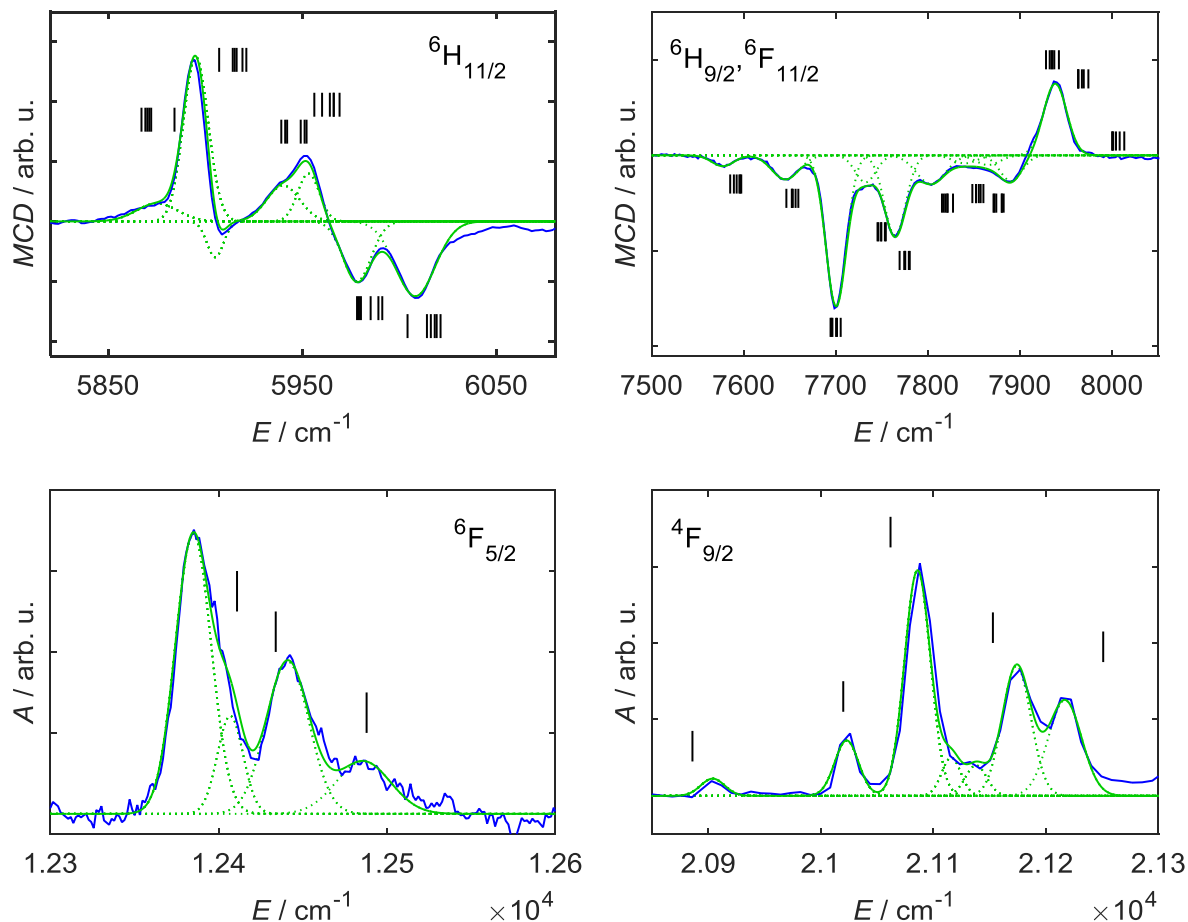 MCD / arb. u.
⁶H₁₁/₂
5850 5950 6050
E / cm⁻¹
MCD / arb. u.
⁶H₉/₂,⁶F₁₁/₂
7500 7600 7700 7800 7900 8000
E / cm⁻¹
A / arb. u.
⁶F₅/₂
1.23 1.24 1.25 1.26
E / cm⁻¹ ×10⁴
A / arb. u.
⁴F₉/₂
2.09 2.1 2.11 2.12 2.13
E / cm⁻¹ ×10⁴